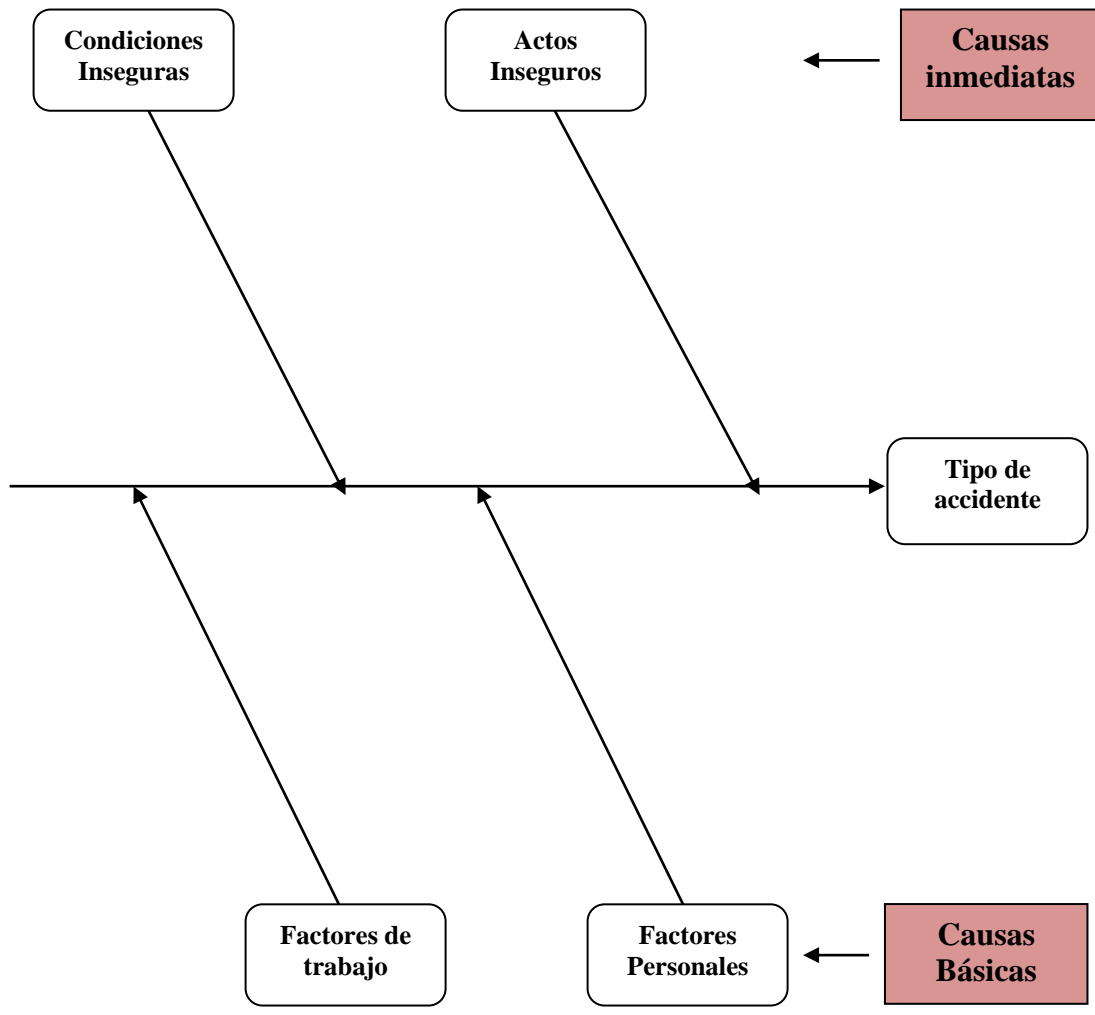 Condiciones
Inseguras
Actos
Inseguros
Causas
inmediatas
Tipo de
accidente
Factores de
trabajo
Factores
Personales
Causas
Básicas